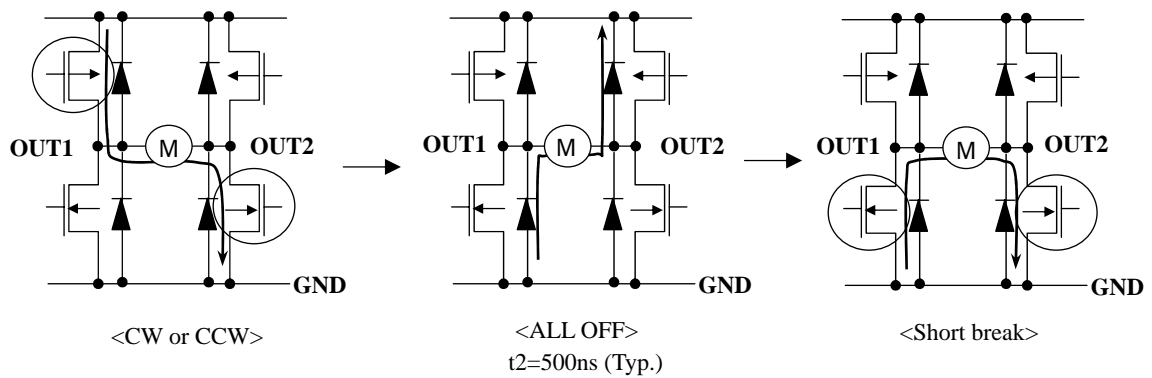 M
OUT1
OUT2
GND
<CW or CCW>
M
OUT1
OUT2
GND
<ALL OFF>
t2=500ns (Typ.)
M
OUT1
OUT2
GND
<Short break>